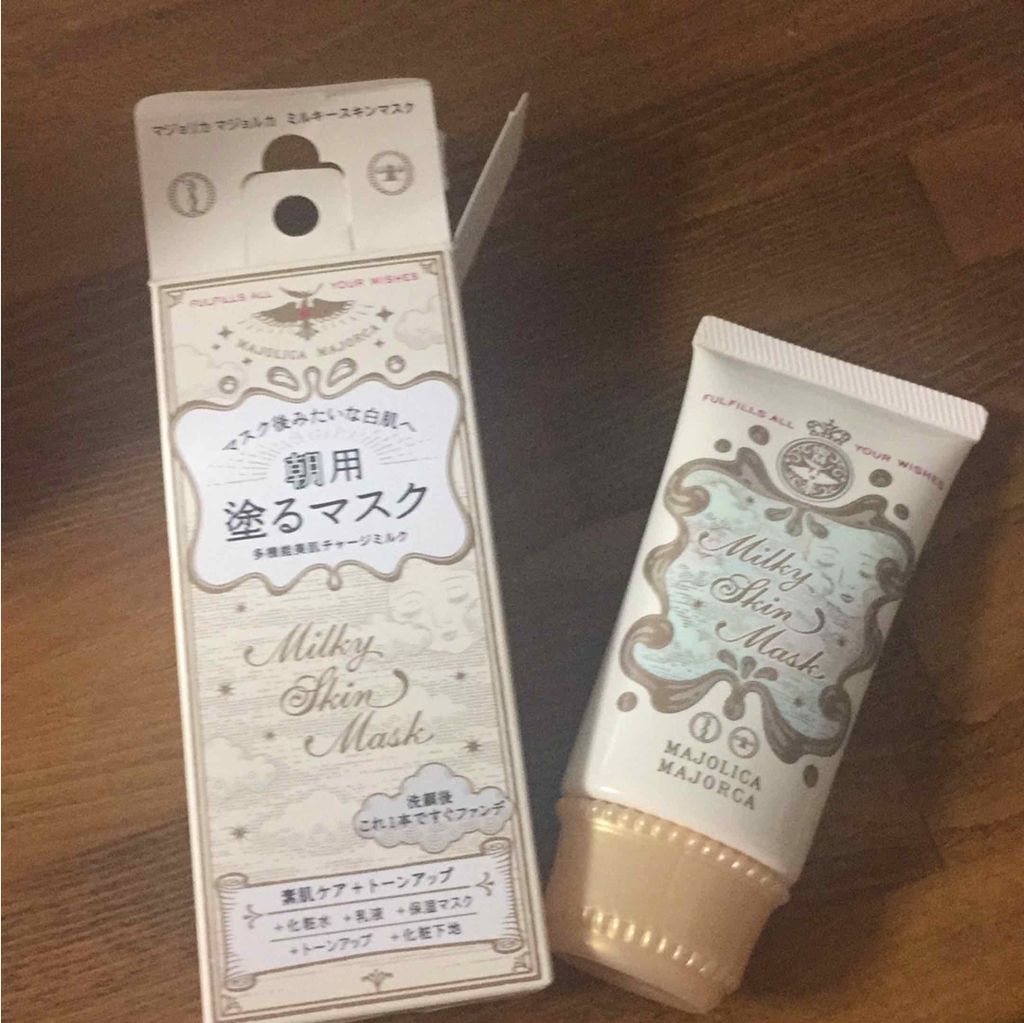 マジョリカ マジョルカ ミルキースキンマスク
FULFILLS ALL YOUR WISHES
MAJOLICA MAJORCA
マスク後みたいな白肌へ
朝用
塗るマスク
多機能美肌チャージミルク
Milky
Skin
Mask
洗顔後
これ1本ですぐファンデ
素肌ケア+トーンアップ
+化粧水 +乳液 +保湿マスク
+トーンアップ +化粧下地
FULFILLS ALL YOUR WISHES
Milky
Skin
Mask
MAJOLICA
MAJORCA